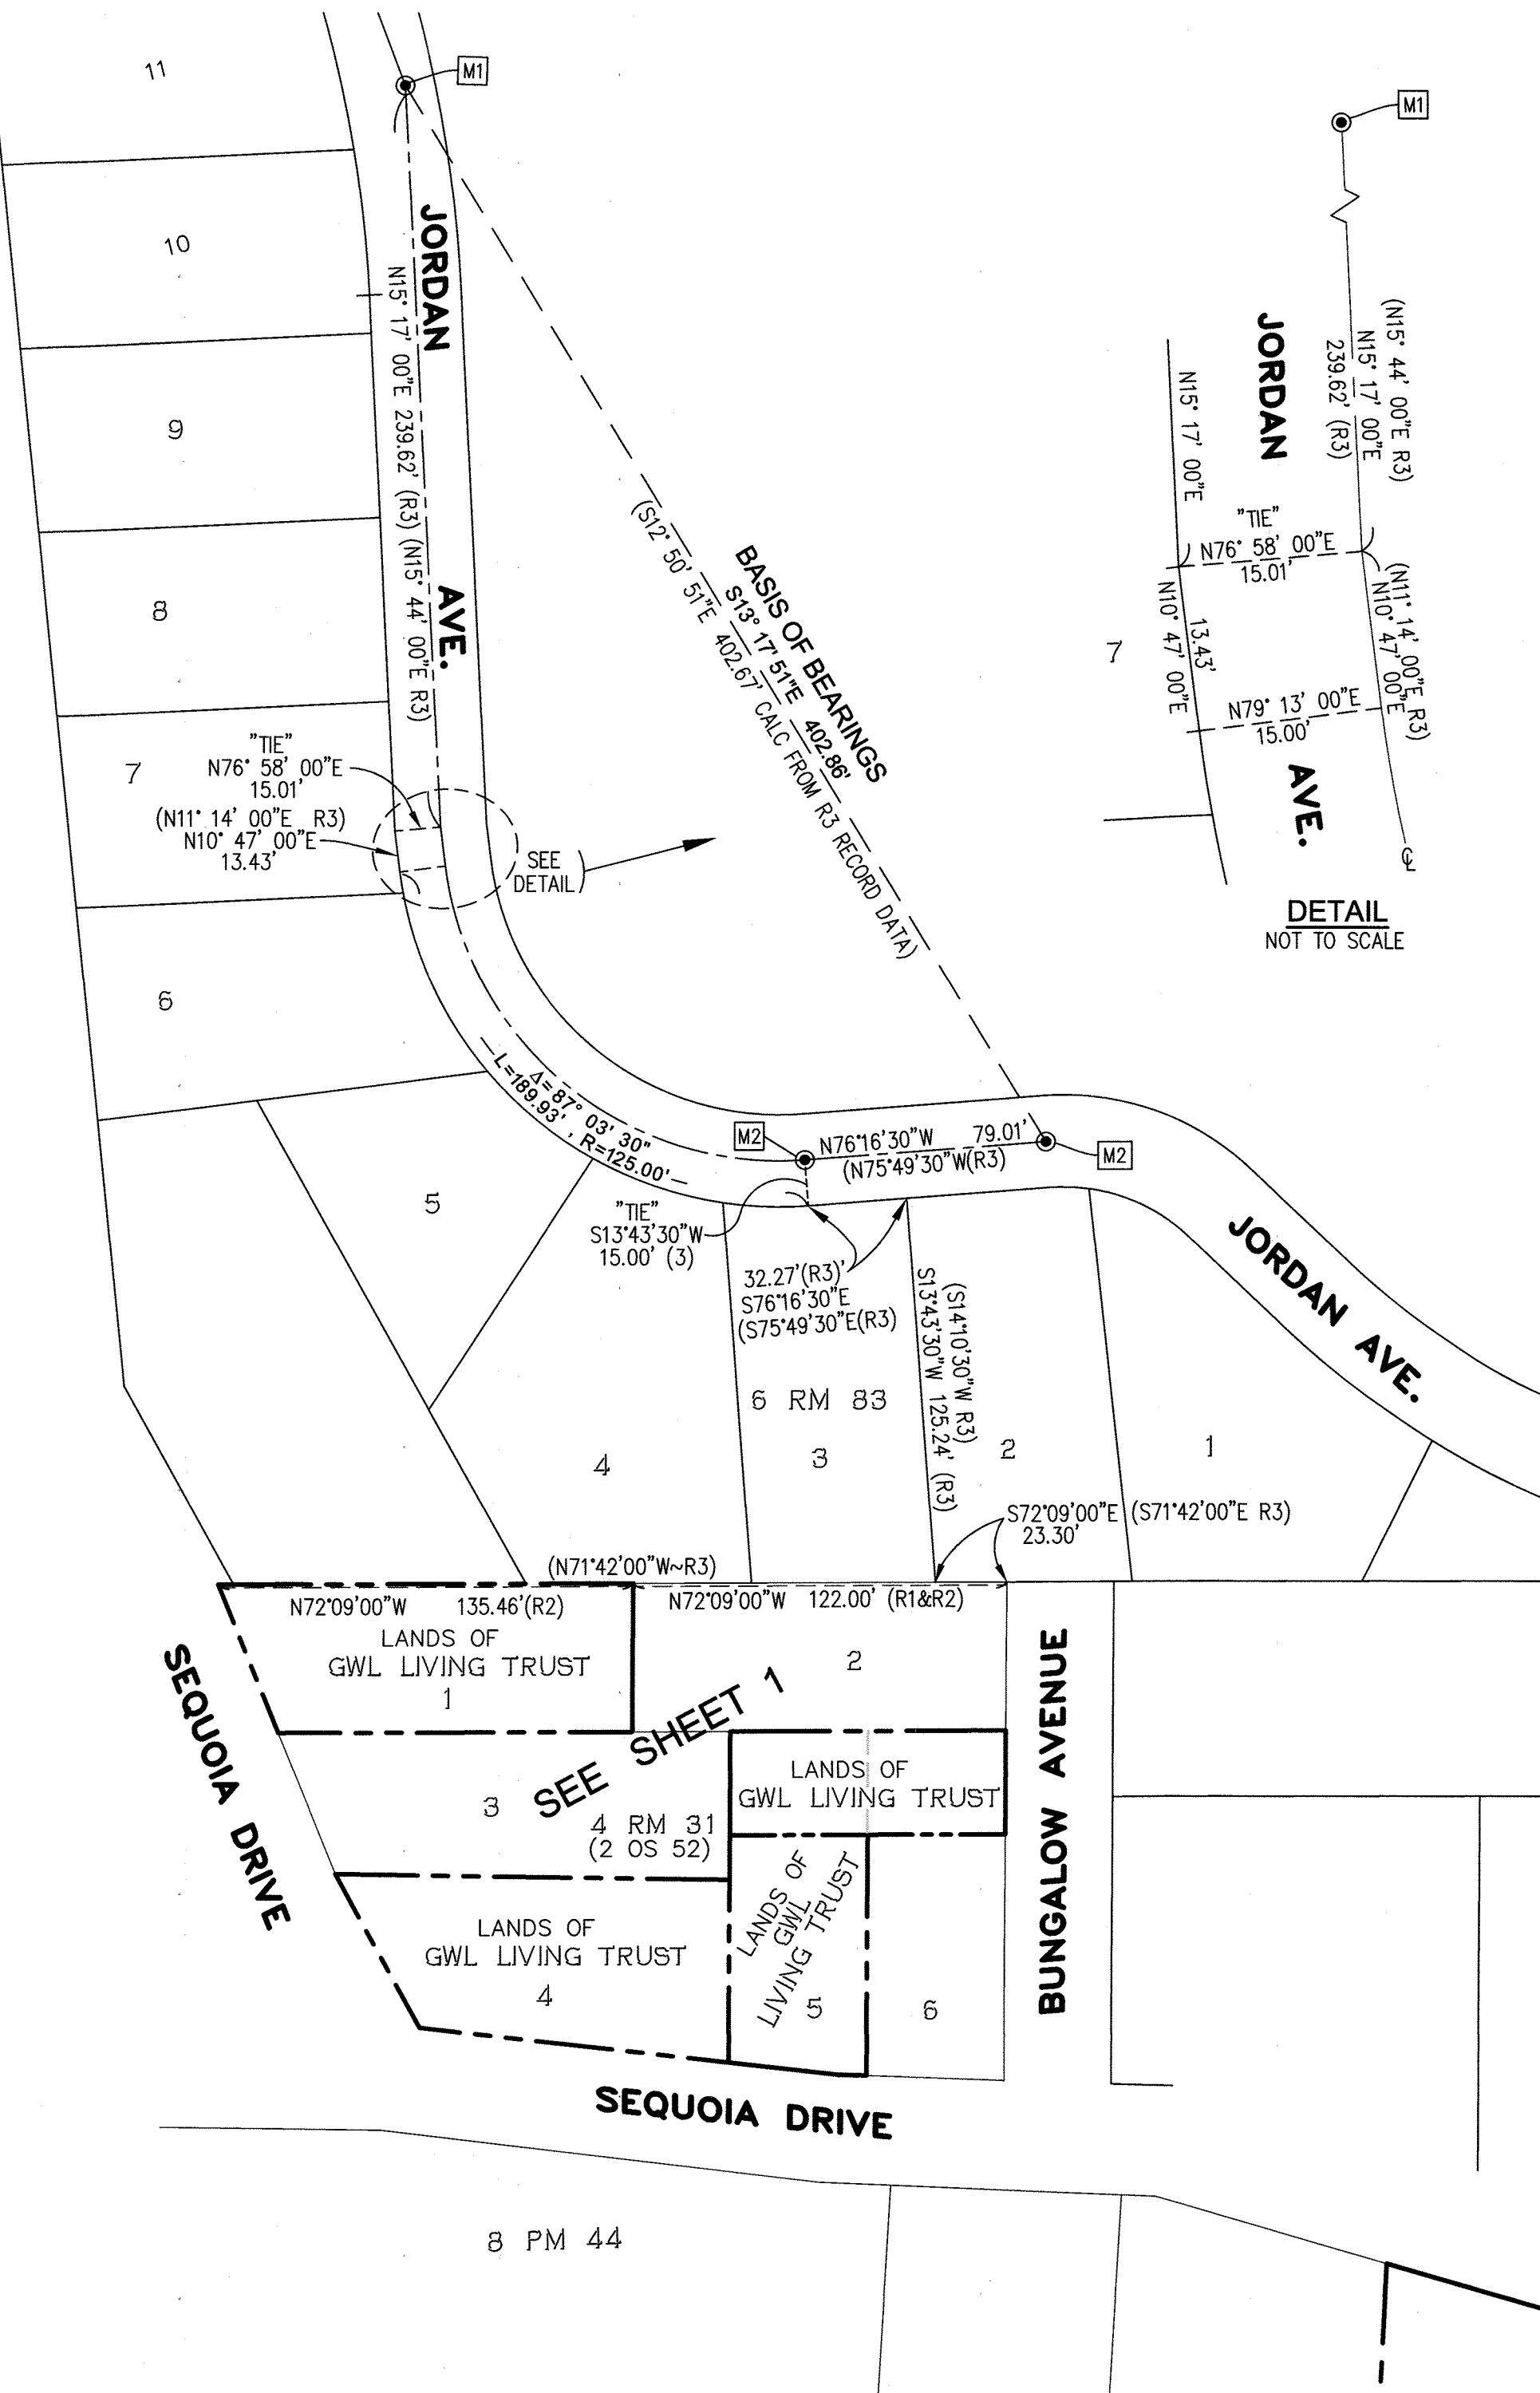 11
M1
10
9
8
7
6
5
4
3
2
1
JORDAN
AVE.
N15° 17' 00"E 239.62' (R3) (N15° 44' 00"E R3)
"TIE"
N76° 58' 00"E
15.01'
(N11° 14' 00"E R3)
N10° 47' 00"E
13.43'
SEE
DETAIL
BASIS OF BEARINGS
S13° 17' 51"E 402.86'
(S12° 50' 51"E 402.67' CALC FROM R3 RECORD DATA)
M1
(N15° 44' 00"E R3)
N15° 17' 00"E
239.62' (R3)
JORDAN
N15° 17' 00"E
"TIE"
N76° 58' 00"E
15.01'
(N11° 14' 00"E R3)
N10° 47' 00"E
13.43'
N10° 47' 00"E
7
N79° 13' 00"E
15.00'
AVE.
DETAIL
NOT TO SCALE
Δ=87° 03' 30"
L=189.93', R=125.00'
M2
N76°16'30"W 79.01'
(N75°49'30"W(R3)
M2
"TIE"
S13°43'30"W
15.00' (3)
32.27'(R3)'
S76°16'30"E
(S75°49'30"E(R3)
(S14°10'30"W R3)
S13°43'30"W 125.24' (R3)
JORDAN AVE.
6 RM 83
S72°09'00"E (S71°42'00"E R3)
23.30'
(N71°42'00"W~R3)
N72°09'00"W 135.46'(R2)
N72°09'00"W 122.00' (R1&R2)
LANDS OF
GWL LIVING TRUST
1
2
SEE SHEET 1
SEQUOIA DRIVE
3
4 RM 31
(2 OS 52)
LANDS OF
GWL LIVING TRUST
BUNGALOW AVENUE
LANDS OF
GWL LIVING TRUST
4
LANDS OF
GWL
LIVING TRUST
5
6
SEQUOIA DRIVE
8 PM 44